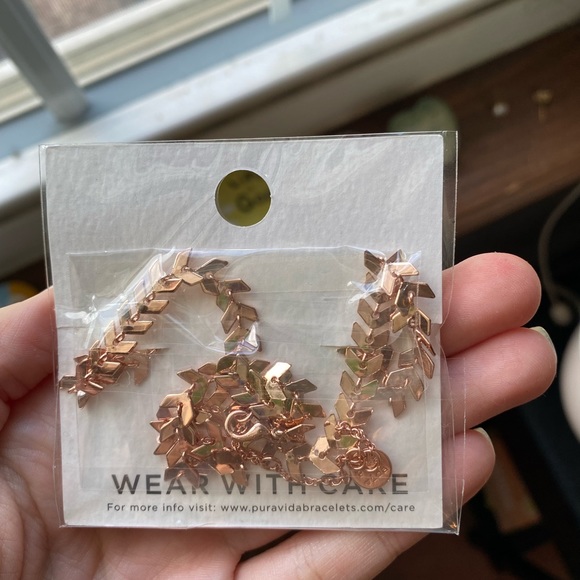 WEAR WITH CARE
For more info visit: www.puravidabracelets.com/care